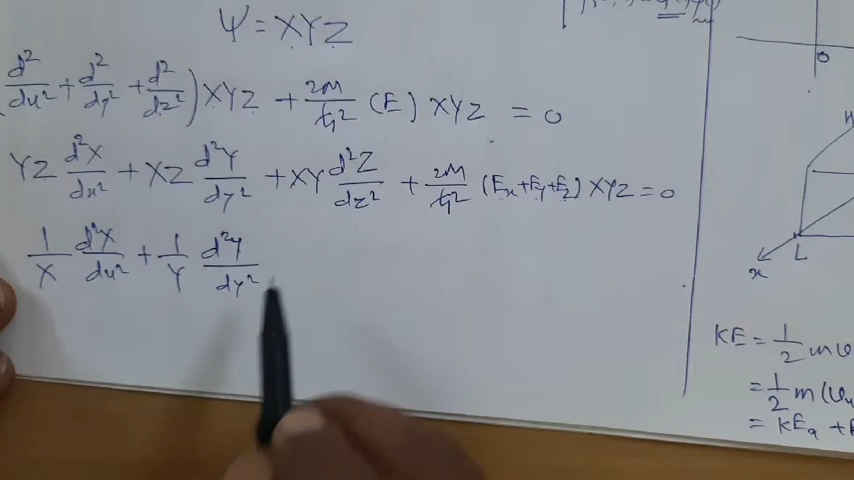 Ψ = XYZ
d²/dx² + d²/dy² + d²/dz²) XYZ + 2m/ħ² (E) XYZ = 0
YZ d²X/dx² + XZ d²Y/dy² + XY d²Z/dz² + 2m/ħ² (Ex+Ey+Ez) XYZ = 0
1/X d²X/dx² + 1/Y d²Y/dy²
O
x
L
KE = 1/2 m
= 1/2 m(
= KEx +